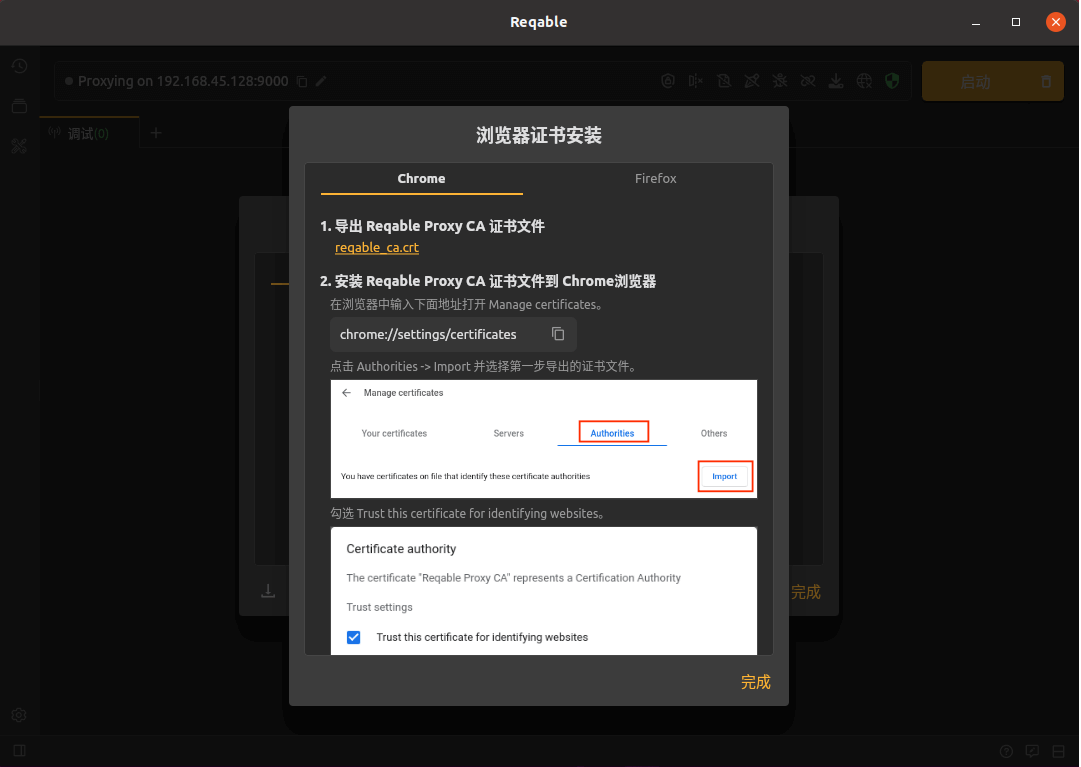 Reqable
Proxying on 192.168.45.128:9000
启动
调试(0)
浏览器证书安装
Chrome
Firefox
1. 导出 Reqable Proxy CA 证书文件
reqable_ca.crt
2. 安装 Reqable Proxy CA 证书文件到 Chrome浏览器
在浏览器中输入下面地址打开 Manage certificates。
chrome://settings/certificates
点击 Authorities -> Import 并选择第一步导出的证书文件。
Manage certificates
Your certificates
Servers
Authorities
Others
You have certificates on file that identify these certificate authorities
Import
勾选 Trust this certificate for identifying websites。
Certificate authority
The certificate "Reqable Proxy CA" represents a Certification Authority
Trust settings
Trust this certificate for identifying websites
完成
完成